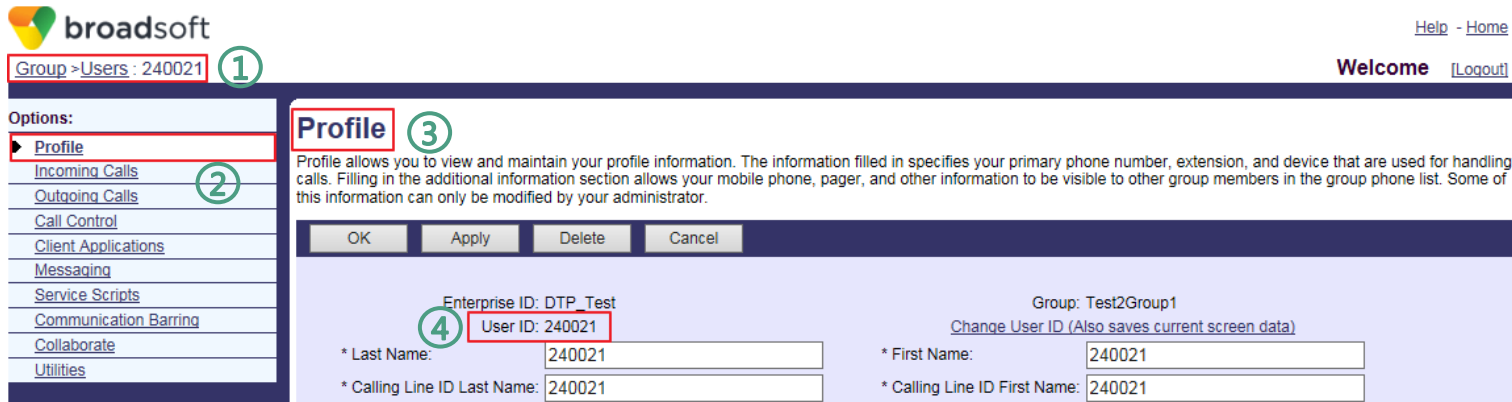 broadsoft
Help - Home
Group >Users : 240021 ①
Welcome [Logout]
Options:
Profile
Incoming Calls
②
Outgoing Calls
Call Control
Client Applications
Messaging
Service Scripts
Communication Barring
Collaborate
Utilities
Profile ③
Profile allows you to view and maintain your profile information. The information filled in specifies your primary phone number, extension, and device that are used for handling
calls. Filling in the additional information section allows your mobile phone, pager, and other information to be visible to other group members in the group phone list. Some of
this information can only be modified by your administrator.
OK Apply Delete Cancel
Enterprise ID: DTP_Test Group: Test2Group1
④ User ID: 240021 Change User ID (Also saves current screen data)
* Last Name: 240021 * First Name: 240021
* Calling Line ID Last Name: 240021 * Calling Line ID First Name: 240021